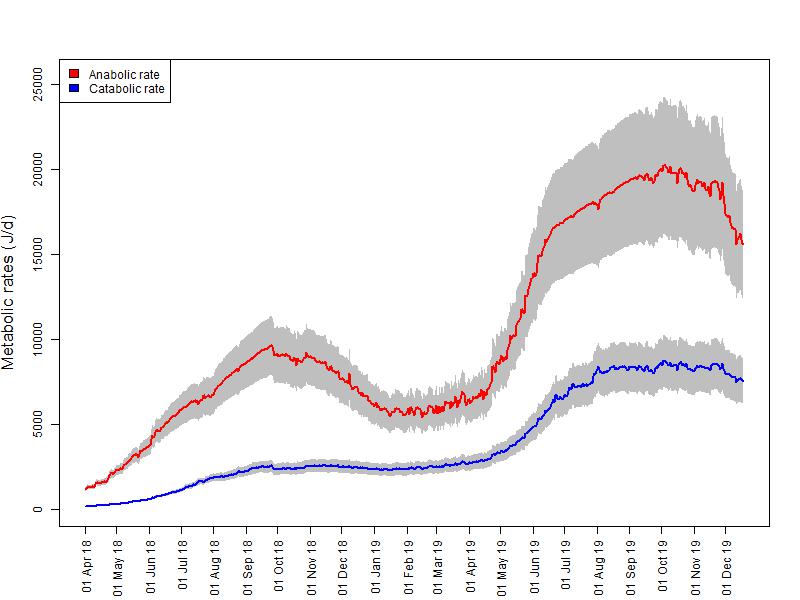 Anabolic rate
Catabolic rate
Metabolic rates (J/d)
25000
20000
15000
10000
5000
0
01 Apr 18
01 May 18
01 Jun 18
01 Jul 18
01 Aug 18
01 Sep 18
01 Oct 18
01 Nov 18
01 Dec 18
01 Jan 19
01 Feb 19
01 Mar 19
01 Apr 19
01 May 19
01 Jun 19
01 Jul 19
01 Aug 19
01 Sep 19
01 Oct 19
01 Nov 19
01 Dec 19